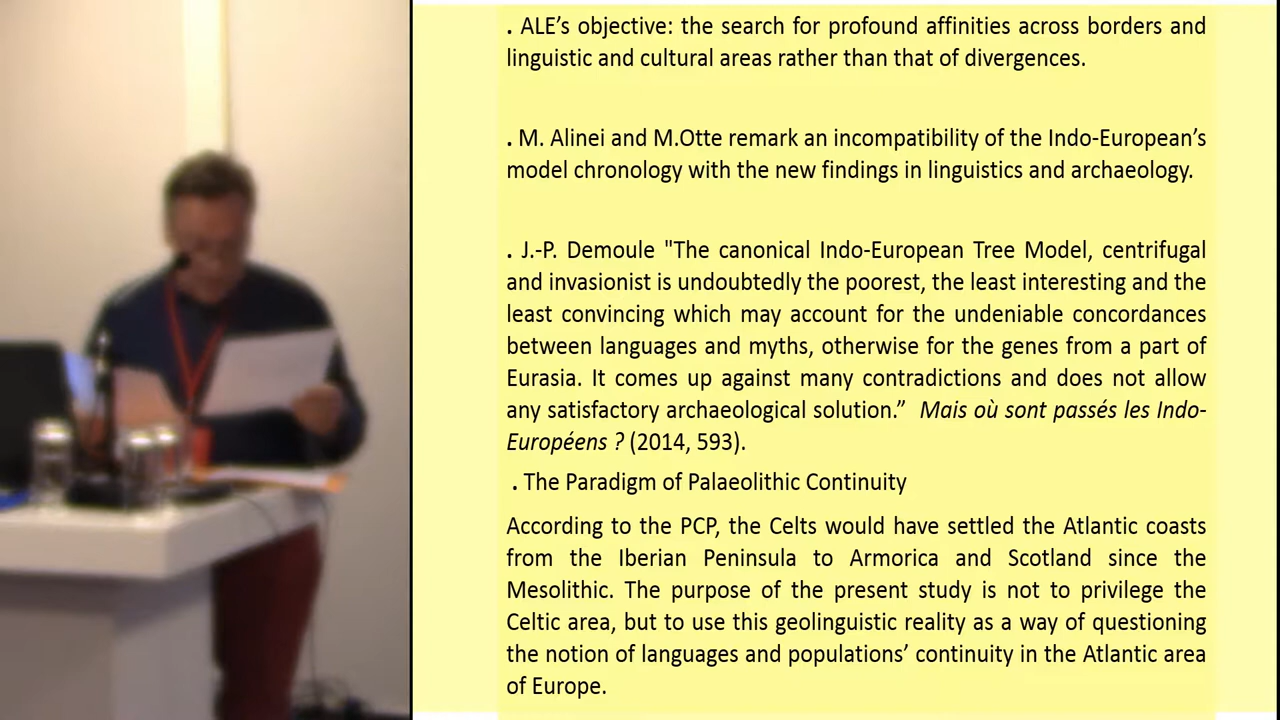 . ALE’s objective: the search for profound affinities across borders and
linguistic and cultural areas rather than that of divergences.
. M. Alinei and M.Otte remark an incompatibility of the Indo-European’s
model chronology with the new findings in linguistics and archaeology.
. J.-P. Demoule "The canonical Indo-European Tree Model, centrifugal
and invasionist is undoubtedly the poorest, the least interesting and the
least convincing which may account for the undeniable concordances
between languages and myths, otherwise for the genes from a part of
Eurasia. It comes up against many contradictions and does not allow
any satisfactory archaeological solution.” Mais où sont passés les Indo-
Européens ? (2014, 593).
. The Paradigm of Palaeolithic Continuity
According to the PCP, the Celts would have settled the Atlantic coasts
from the Iberian Peninsula to Armorica and Scotland since the
Mesolithic. The purpose of the present study is not to privilege the
Celtic area, but to use this geolinguistic reality as a way of questioning
the notion of languages and populations’ continuity in the Atlantic area
of Europe.